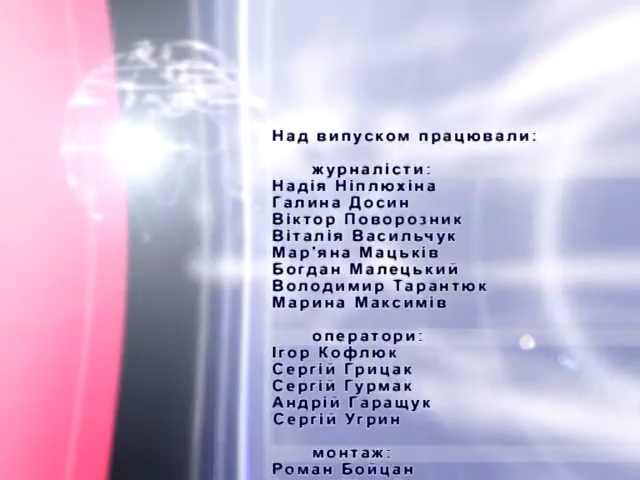 Над випуском працювали:
журналісти:
Надія Ніплюхіна
Галина Досин
Віктор Поворозник
Віталія Васильчук
Мар'яна Мацьків
Богдан Малецький
Володимир Тарантюк
Марина Максимів
оператори:
Ігор Кофлюк
Сергій Грицак
Сергій Гурмак
Андрій Гаращук
Сергій Угрин
монтаж:
Роман Бойцан